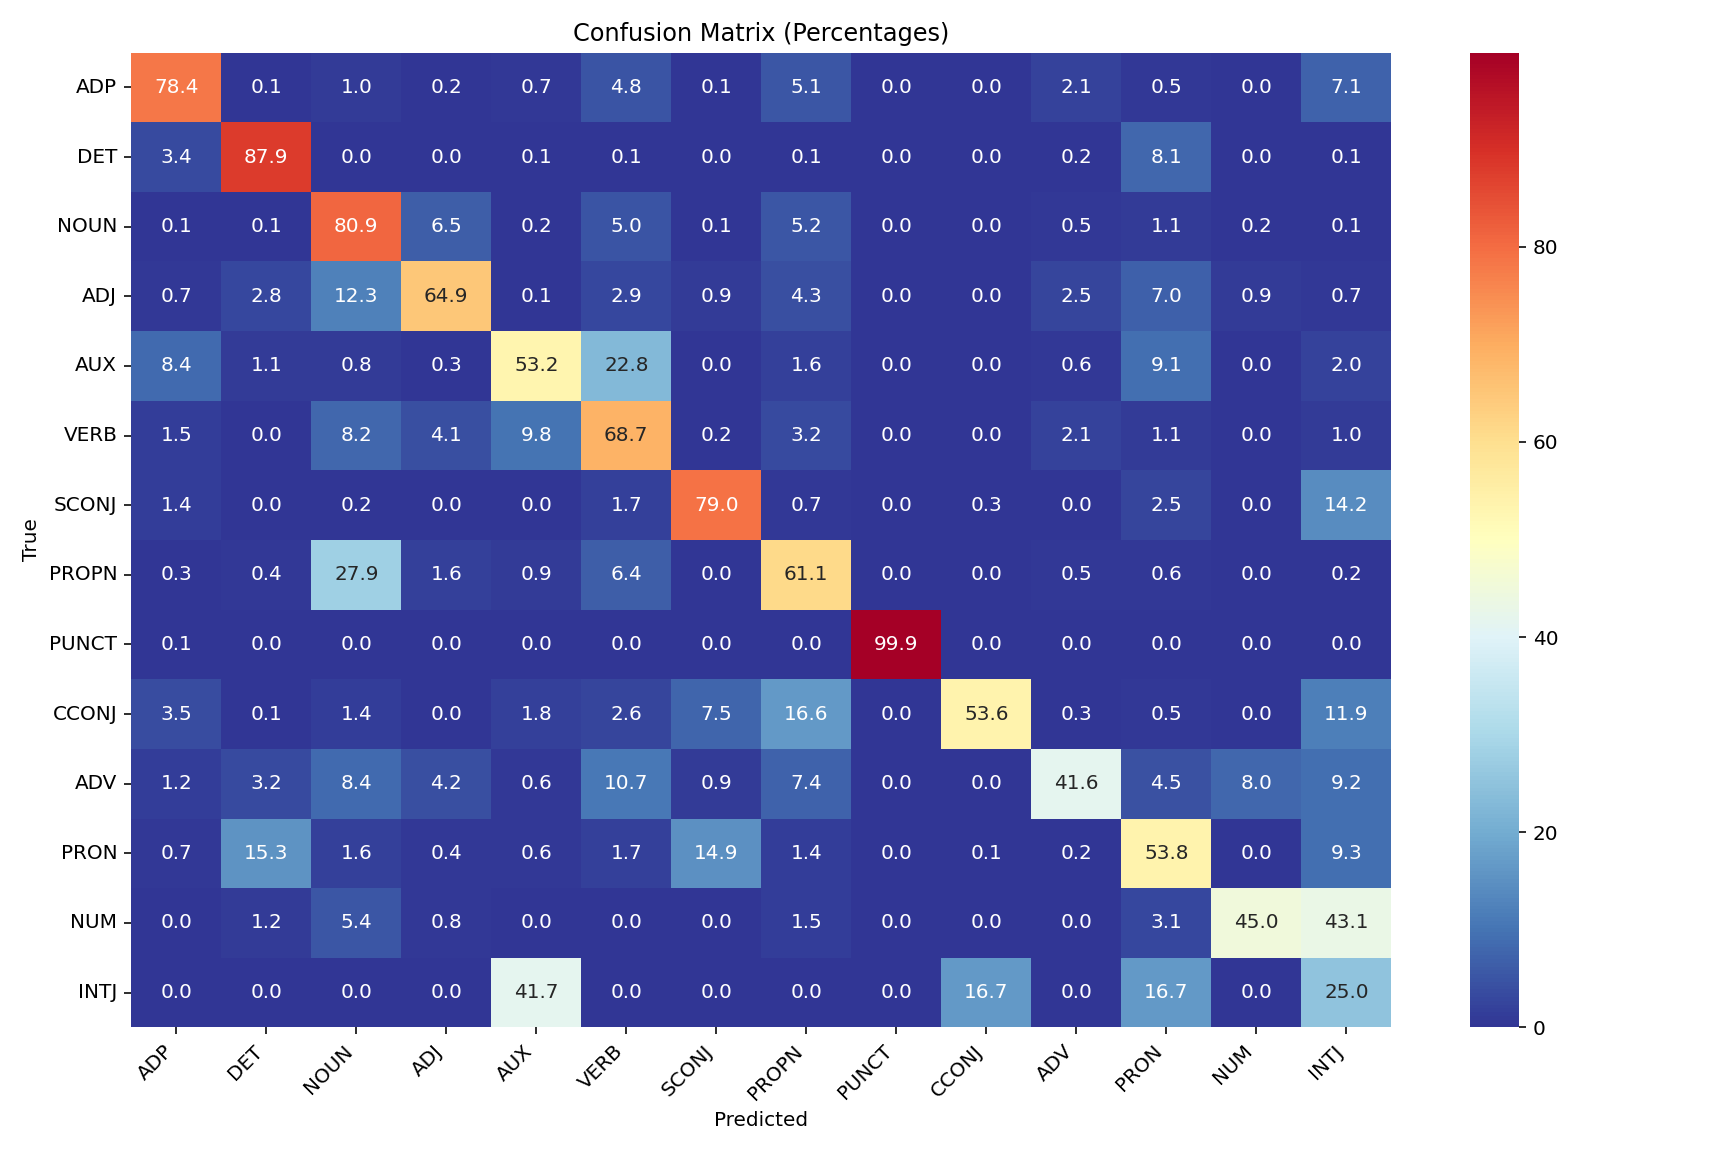 Confusion Matrix (Percentages)
ADP 78.4 0.1 1.0 0.2 0.7 4.8 0.1 5.1 0.0 0.0 2.1 0.5 0.0 7.1
DET 3.4 87.9 0.0 0.0 0.1 0.1 0.0 0.1 0.0 0.0 0.2 8.1 0.0 0.1
NOUN 0.1 0.1 80.9 6.5 0.2 5.0 0.1 5.2 0.0 0.0 0.5 1.1 0.2 0.1
ADJ 0.7 2.8 12.3 64.9 0.1 2.9 0.9 4.3 0.0 0.0 2.5 7.0 0.9 0.7
AUX 8.4 1.1 0.8 0.3 53.2 22.8 0.0 1.6 0.0 0.0 0.6 9.1 0.0 2.0
VERB 1.5 0.0 8.2 4.1 9.8 68.7 0.2 3.2 0.0 0.0 2.1 1.1 0.0 1.0
SCONJ 1.4 0.0 0.2 0.0 0.0 1.7 79.0 0.7 0.0 0.3 0.0 2.5 0.0 14.2
PROPN 0.3 0.4 27.9 1.6 0.9 6.4 0.0 61.1 0.0 0.0 0.5 0.6 0.0 0.2
PUNCT 0.1 0.0 0.0 0.0 0.0 0.0 0.0 0.0 99.9 0.0 0.0 0.0 0.0 0.0
CCONJ 3.5 0.1 1.4 0.0 1.8 2.6 7.5 16.6 0.0 53.6 0.3 0.5 0.0 11.9
ADV 1.2 3.2 8.4 4.2 0.6 10.7 0.9 7.4 0.0 0.0 41.6 4.5 8.0 9.2
PRON 0.7 15.3 1.6 0.4 0.6 1.7 14.9 1.4 0.0 0.1 0.2 53.8 0.0 9.3
NUM 0.0 1.2 5.4 0.8 0.0 0.0 0.0 1.5 0.0 0.0 0.0 3.1 45.0 43.1
INTJ 0.0 0.0 0.0 0.0 41.7 0.0 0.0 0.0 0.0 16.7 0.0 16.7 0.0 25.0
ADP DET NOUN ADJ AUX VERB SCONJ PROPN PUNCT CCONJ ADV PRON NUM INTJ
Predicted
True
80
60
40
20
0